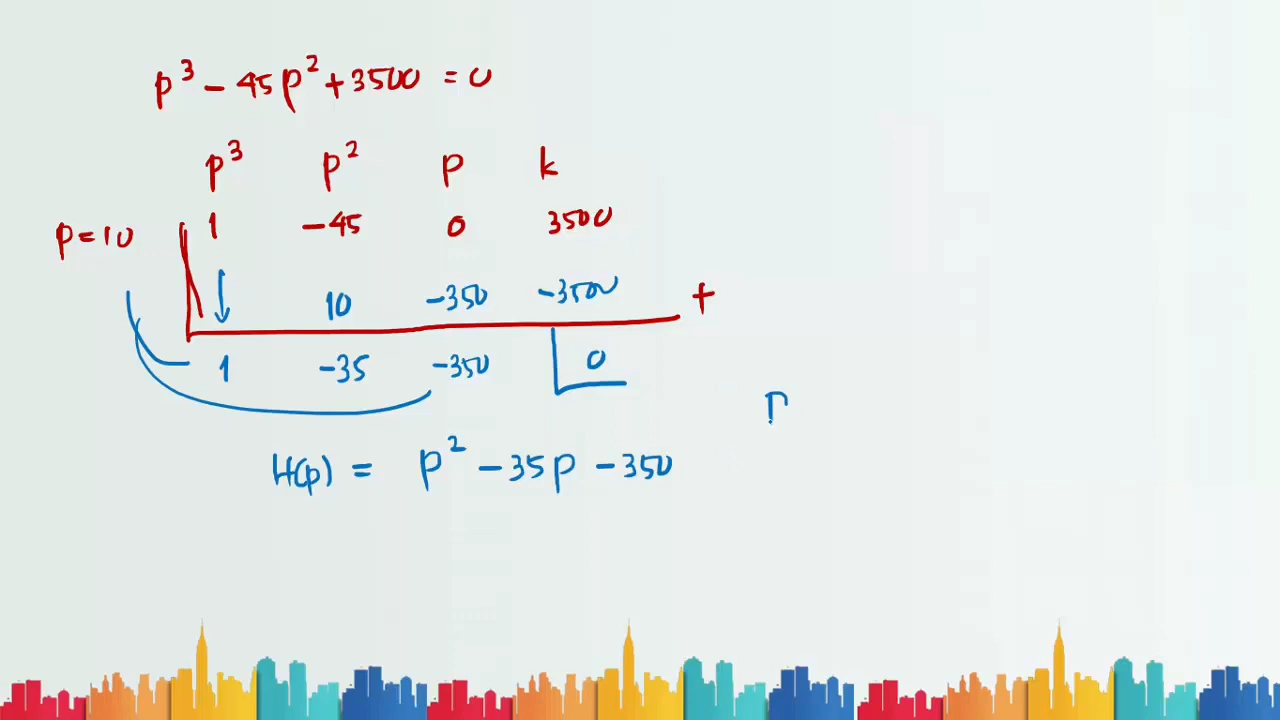 p³ - 45p² + 3500 = 0
p³ p² p k
p=10 1 -45 0 3500
10 -350 -3500 +
1 -35 -350 0
H(p) = p² - 35p - 350